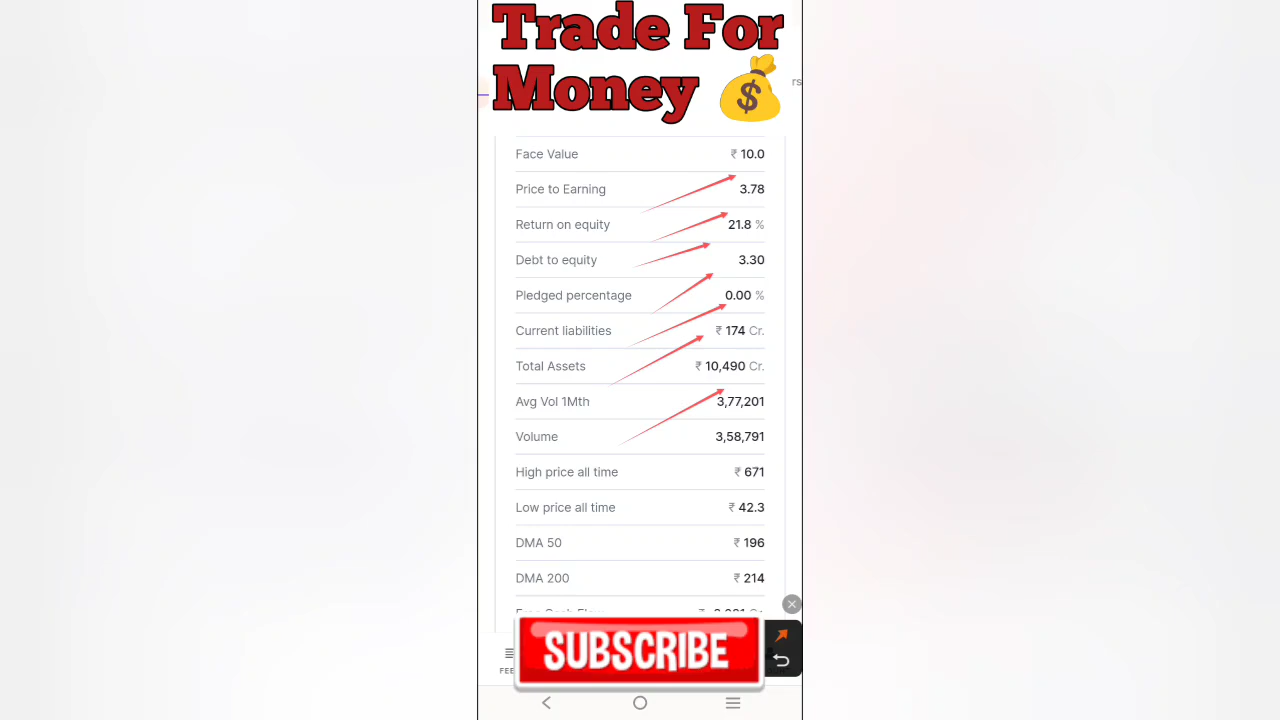 Trade For
Money
rs
Face Value ₹ 10.0
Price to Earning 3.78
Return on equity 21.8 %
Debt to equity 3.30
Pledged percentage 0.00 %
Current liabilities ₹ 174 Cr.
Total Assets ₹ 10,490 Cr.
Avg Vol 1Mth 3,77,201
Volume 3,58,791
High price all time ₹ 671
Low price all time ₹ 42.3
DMA 50 ₹ 196
DMA 200 ₹ 214
SUBSCRIBE
FEE